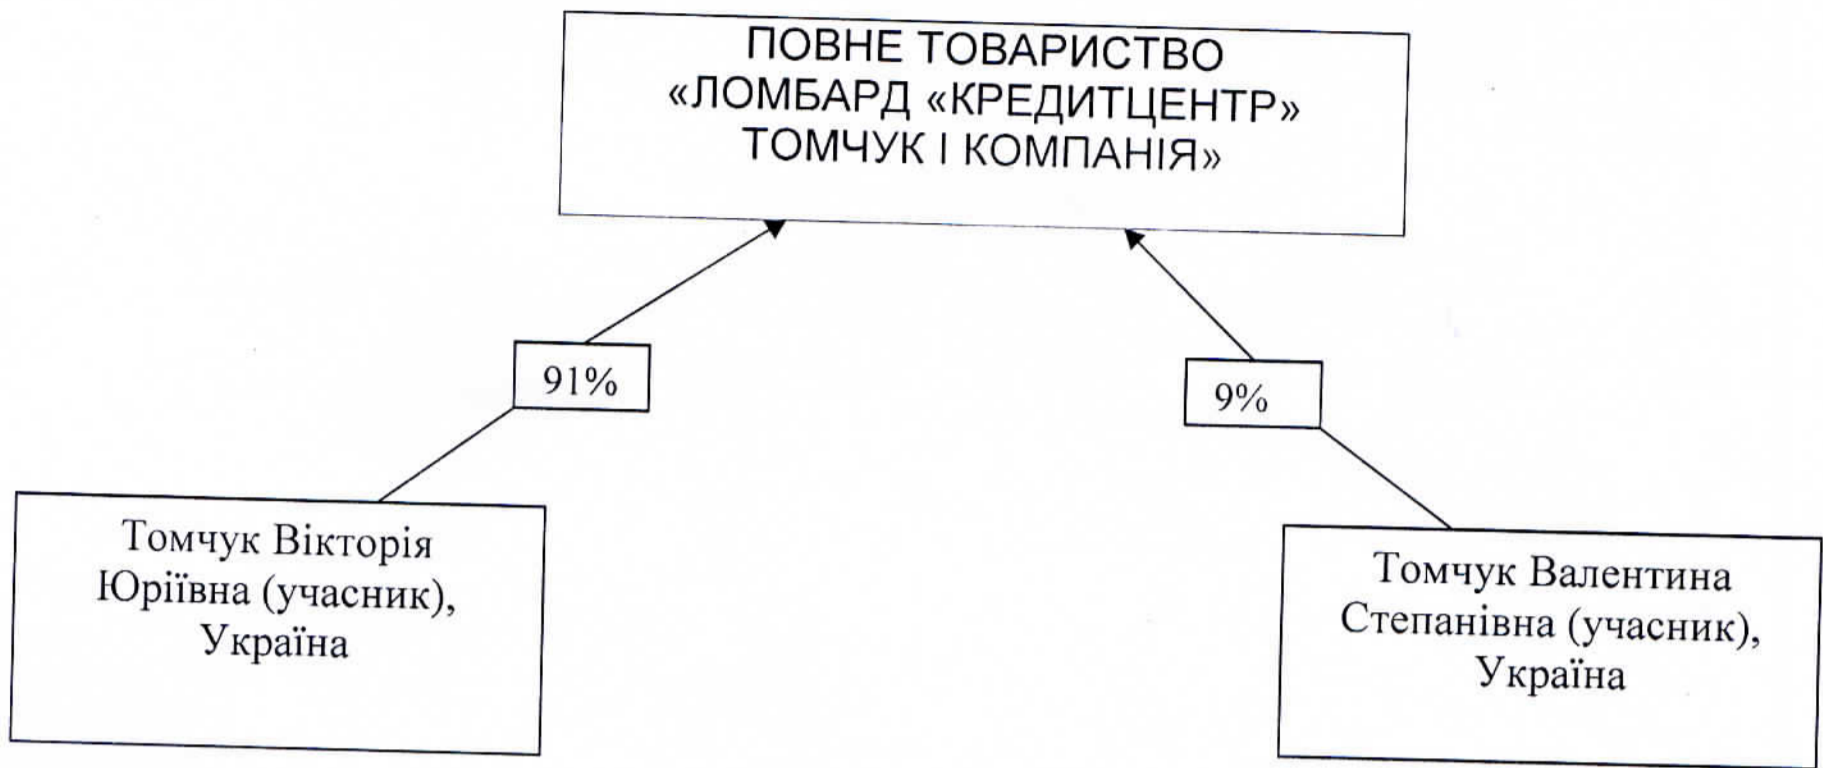 ПОВНЕ ТОВАРИСТВО
«ЛОМБАРД «КРЕДИТЦЕНТР»
ТОМЧУК І КОМПАНІЯ»
91%
9%
Томчук Вікторія
Юріївна (учасник),
Україна
Томчук Валентина
Степанівна (учасник),
Україна